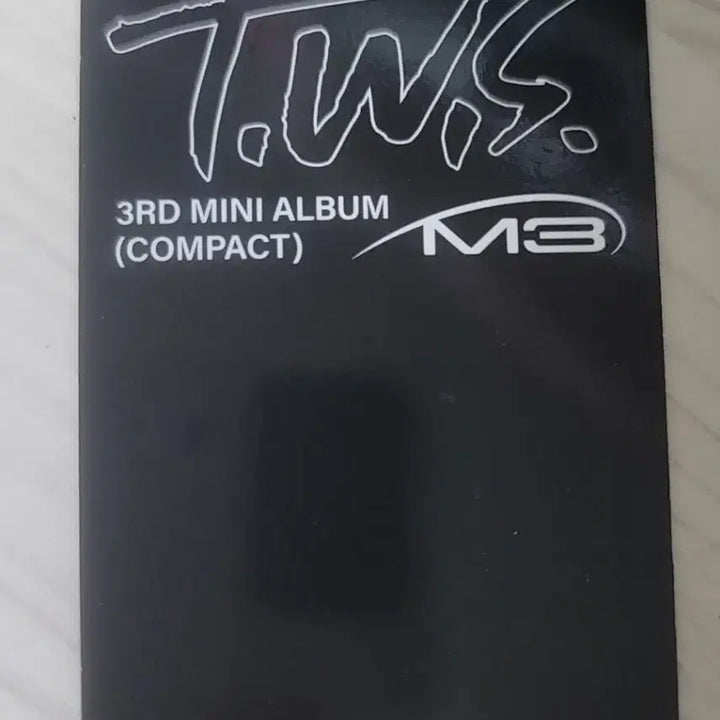 T.W.S.
3RD MINI ALBUM
(COMPACT)
M3